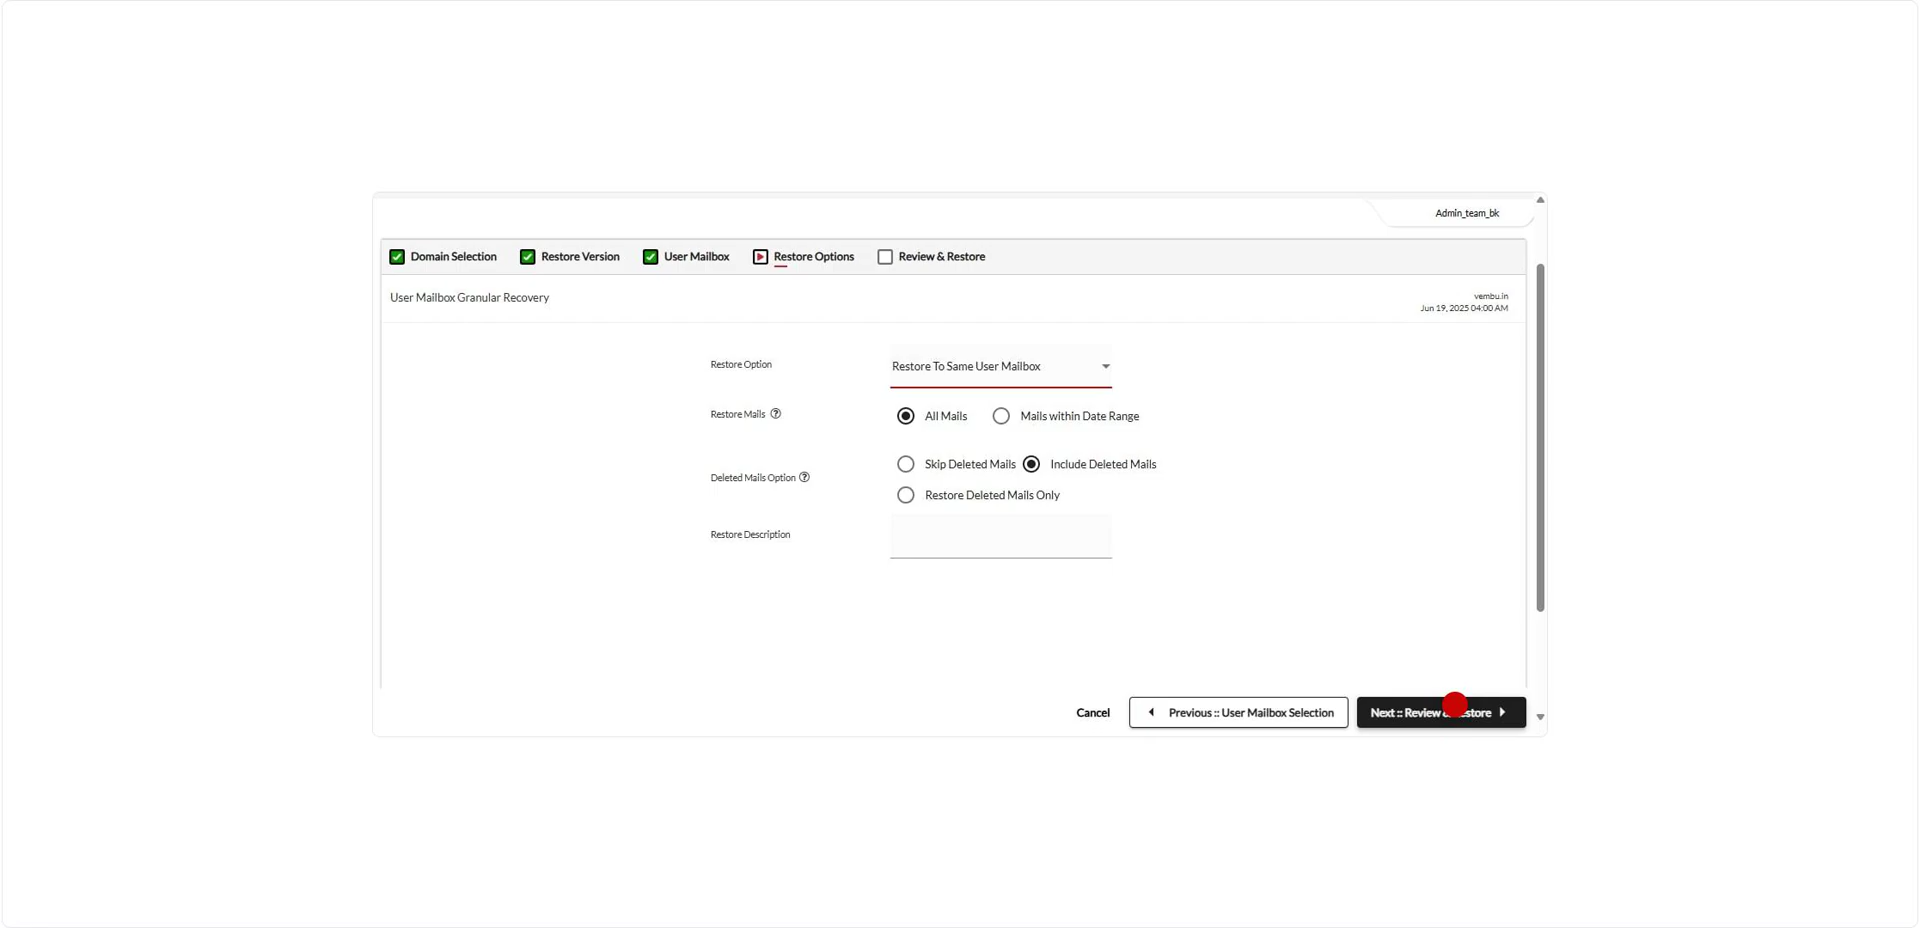 Admin_team_bk
Domain Selection Restore Version User Mailbox Restore Options Review & Restore
User Mailbox Granular Recovery
vembu.in
Jun 19, 2025 04:00 AM
Restore Option Restore To Same User Mailbox
Restore Mails All Mails Mails within Date Range
Deleted Mails Option Skip Deleted Mails Include Deleted Mails
Restore Deleted Mails Only
Restore Description
Cancel Previous :: User Mailbox Selection Next :: Review